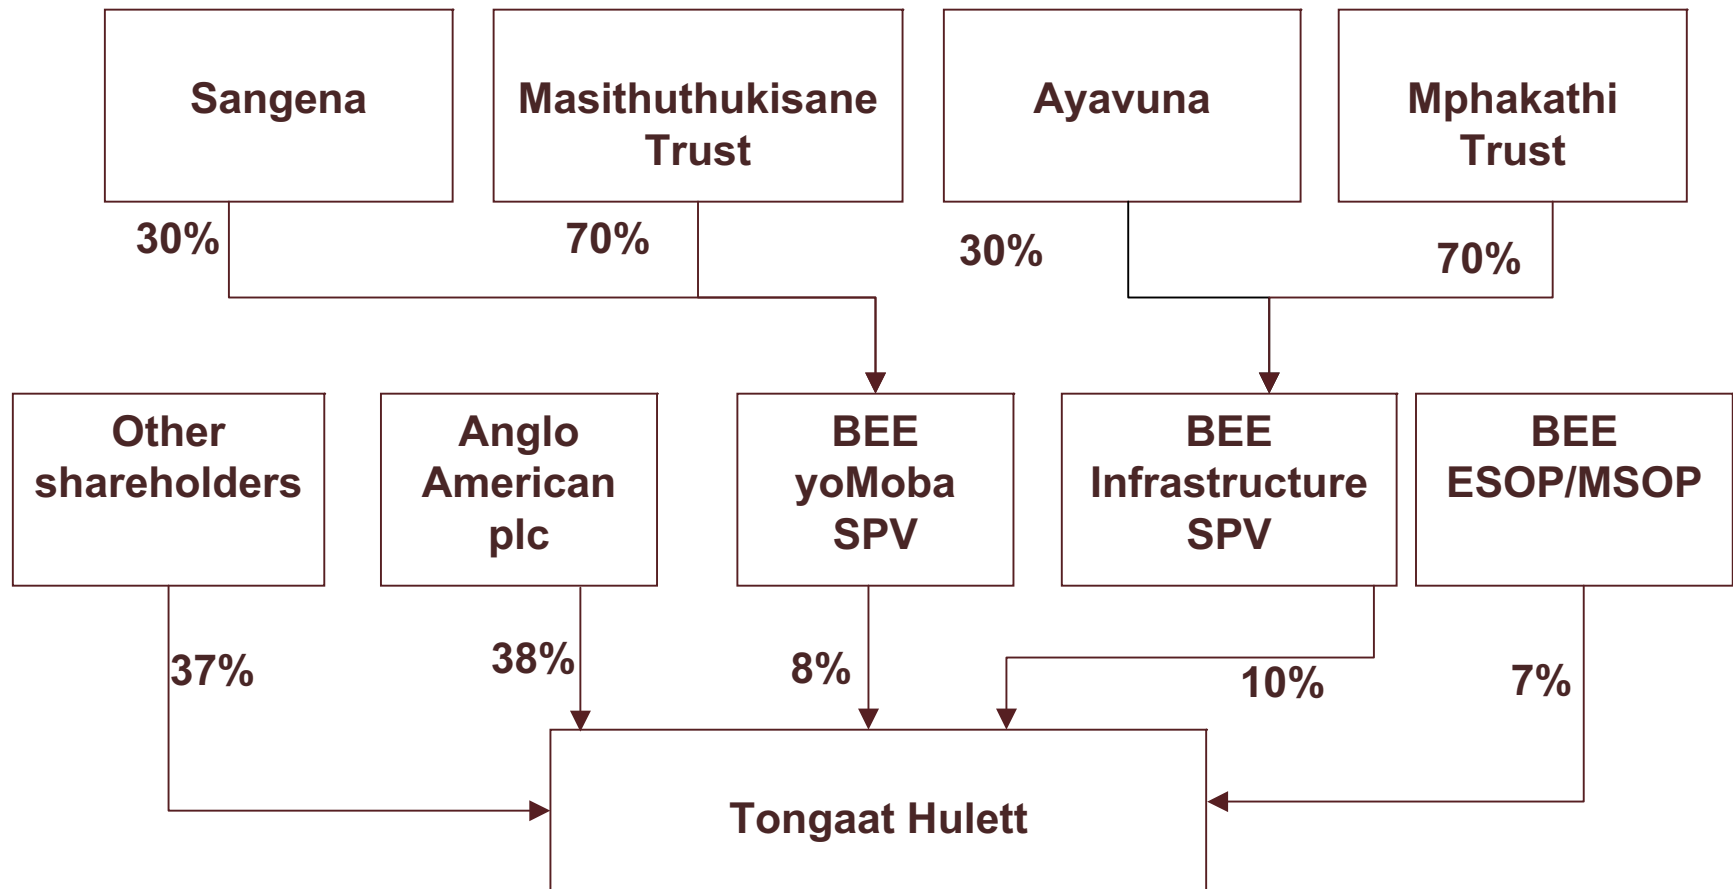 Sangena
Masithuthukisane
Trust
Ayavuna
Mphakathi
Trust
30%
70%
30%
70%
Other
shareholders
Anglo
American
plc
BEE
yoMoba
SPV
BEE
Infrastructure
SPV
BEE
ESOP/MSOP
37%
38%
8%
10%
7%
Tongaat Hulett